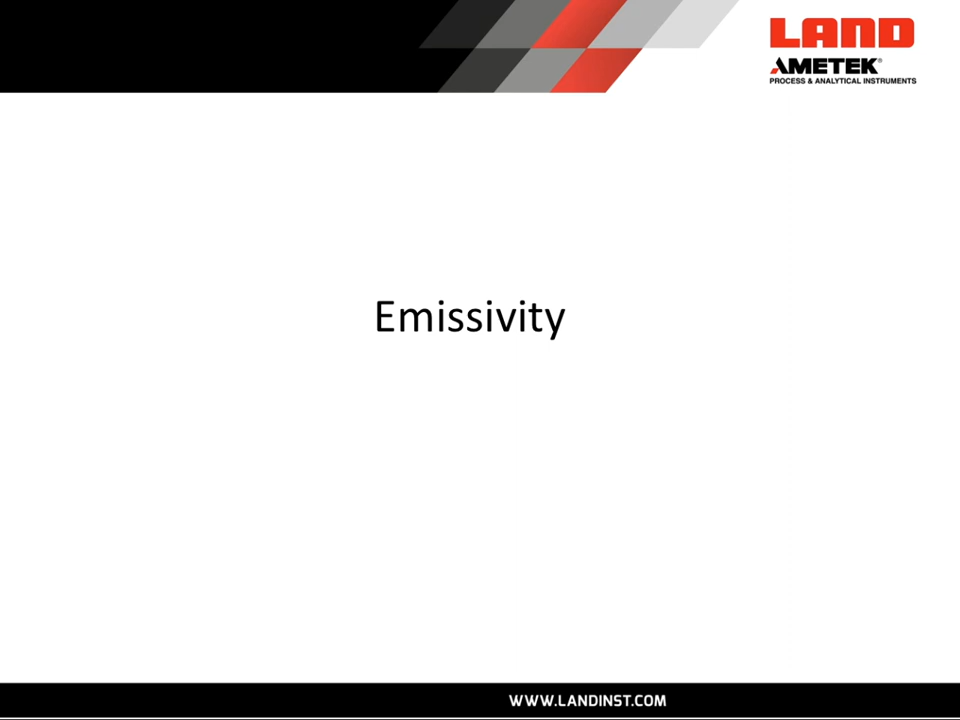 LAND
AMETEK®
PROCESS & ANALYTICAL INSTRUMENTS
Emissivity
WWW.LANDINST.COM